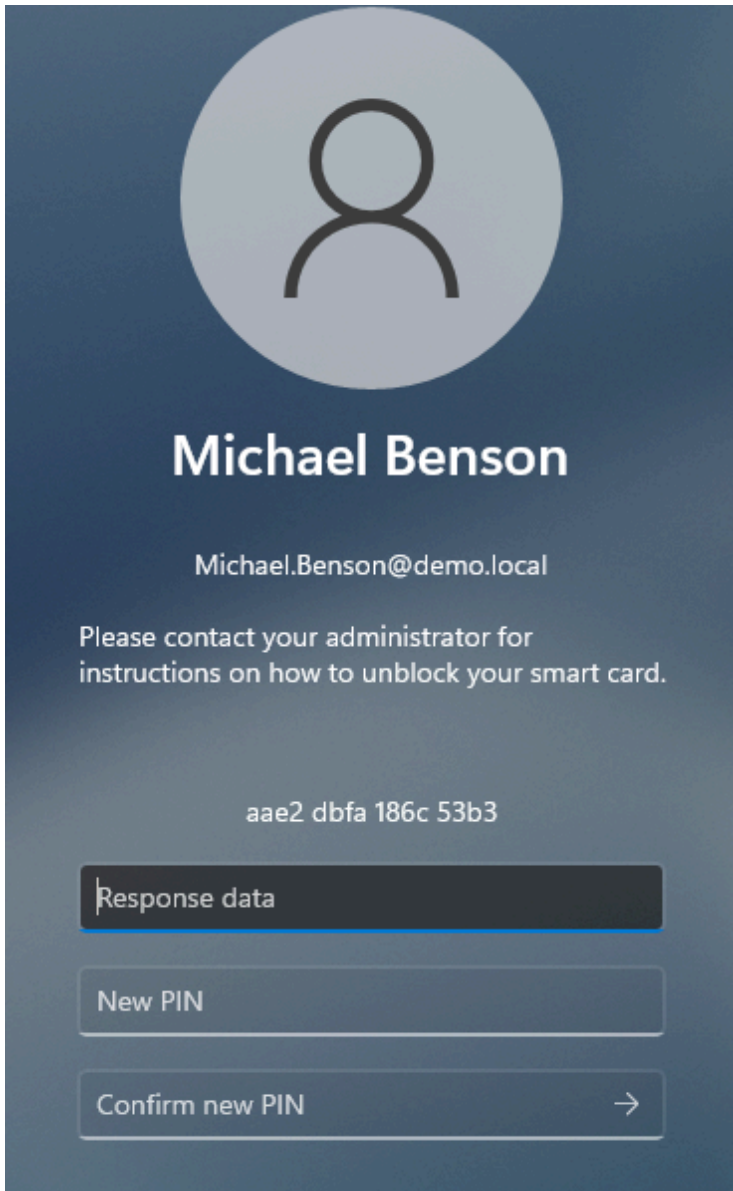 Michael Benson
Michael.Benson@demo.local
Please contact your administrator for
instructions on how to unblock your smart card.
aae2 dbfa 186c 53b3
Response data
New PIN
Confirm new PIN